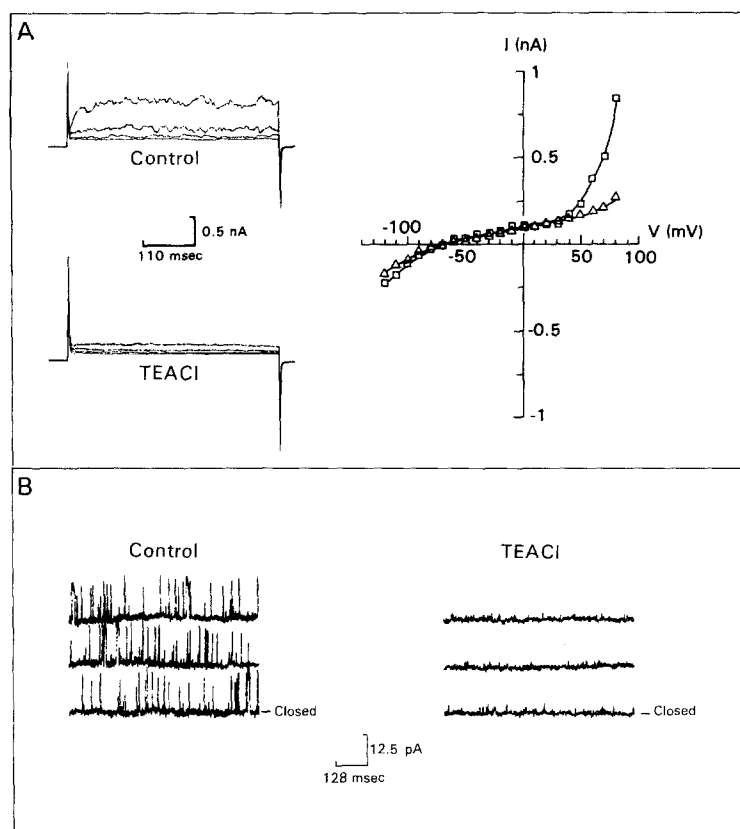 A
Control
0.5 nA
110 msec
TEACl
I (nA)
1
0.5
-100
-50
50
100
V (mV)
-0.5
-1
B
Control
TEACl
Closed
Closed
12.5 pA
128 msec